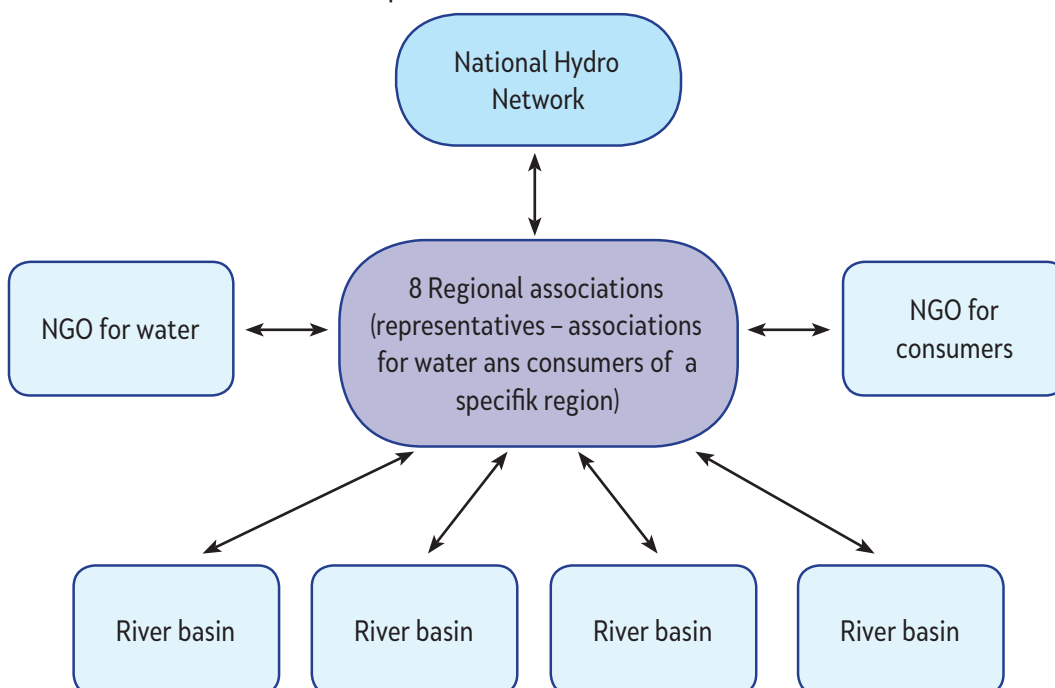 National Hydro
Network
8 Regional associations
(representatives – associations
for water ans consumers of a
specifik region)
NGO for water
NGO for
consumers
River basin
River basin
River basin
River basin